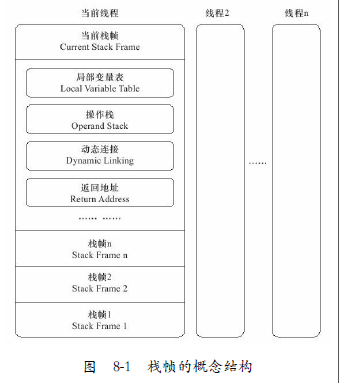 当前线程
线程2
线程n
当前栈帧
Current Stack Frame
局部变量表
Local Variable Table
操作栈
Operand Stack
动态连接
Dynamic Linking
返回地址
Return Address
…… ……
……
栈帧n
Stack Frame n
栈帧2
Stack Frame 2
栈帧1
Stack Frame 1
图 8-1 栈帧的概念结构